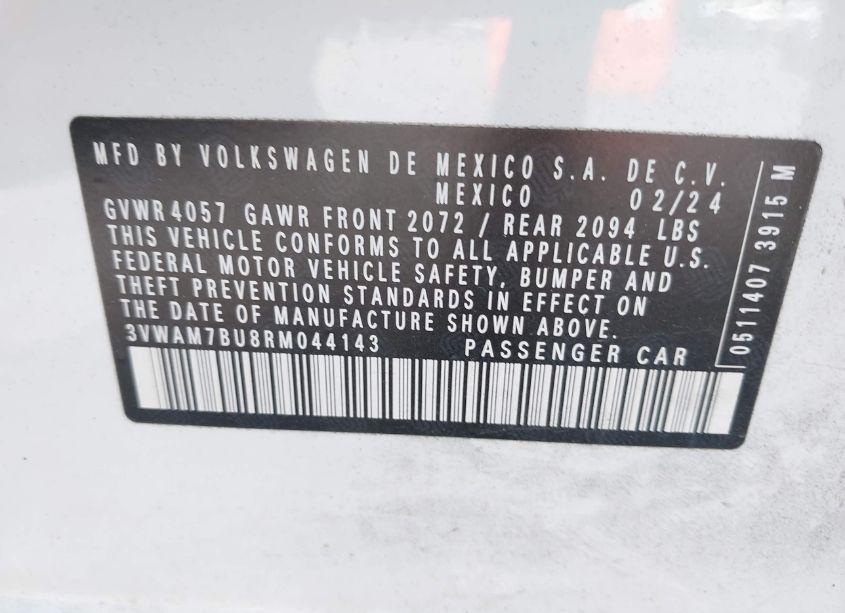 MFD BY VOLKSWAGEN DE MEXICO S.A. DE C.V.
MEXICO 02/24
GVWR 4057 GAWR FRONT 2072 / REAR 2094 LBS
THIS VEHICLE CONFORMS TO ALL APPLICABLE U.S.
FEDERAL MOTOR VEHICLE SAFETY, BUMPER AND
THEFT PREVENTION STANDARDS IN EFFECT ON
THE DATE OF MANUFACTURE SHOWN ABOVE.
3VWAM7BU8RM044143 PASSENGER CAR
0511407 3915 M